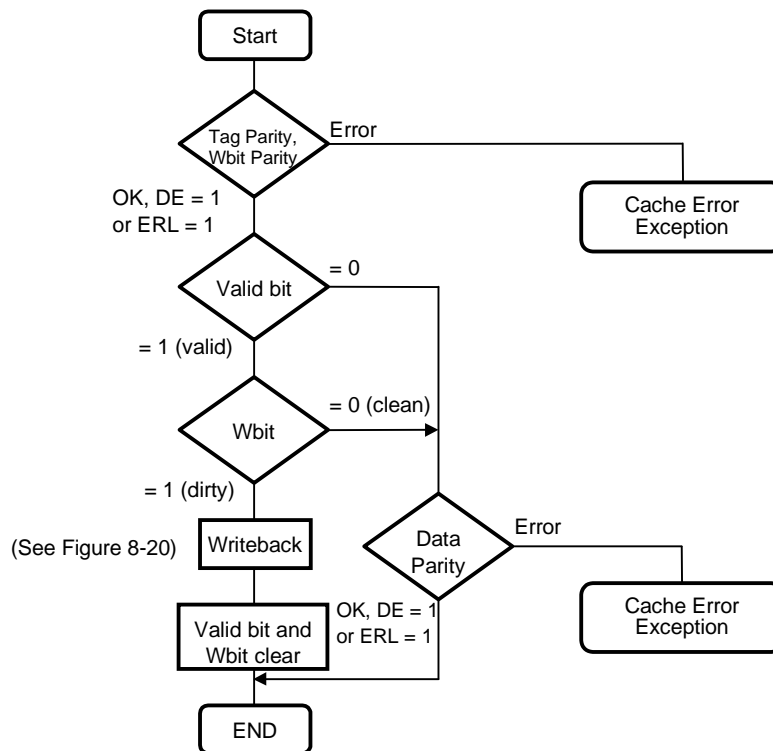 Start
Tag Parity,
Wbit Parity
Error
OK, DE = 1
or ERL = 1
Cache Error
Exception
Valid bit
= 0
= 1 (valid)
Wbit
= 0 (clean)
= 1 (dirty)
(See Figure 8-20)
Writeback
Data
Parity
Error
Valid bit and
Wbit clear
OK, DE = 1
or ERL = 1
Cache Error
Exception
END